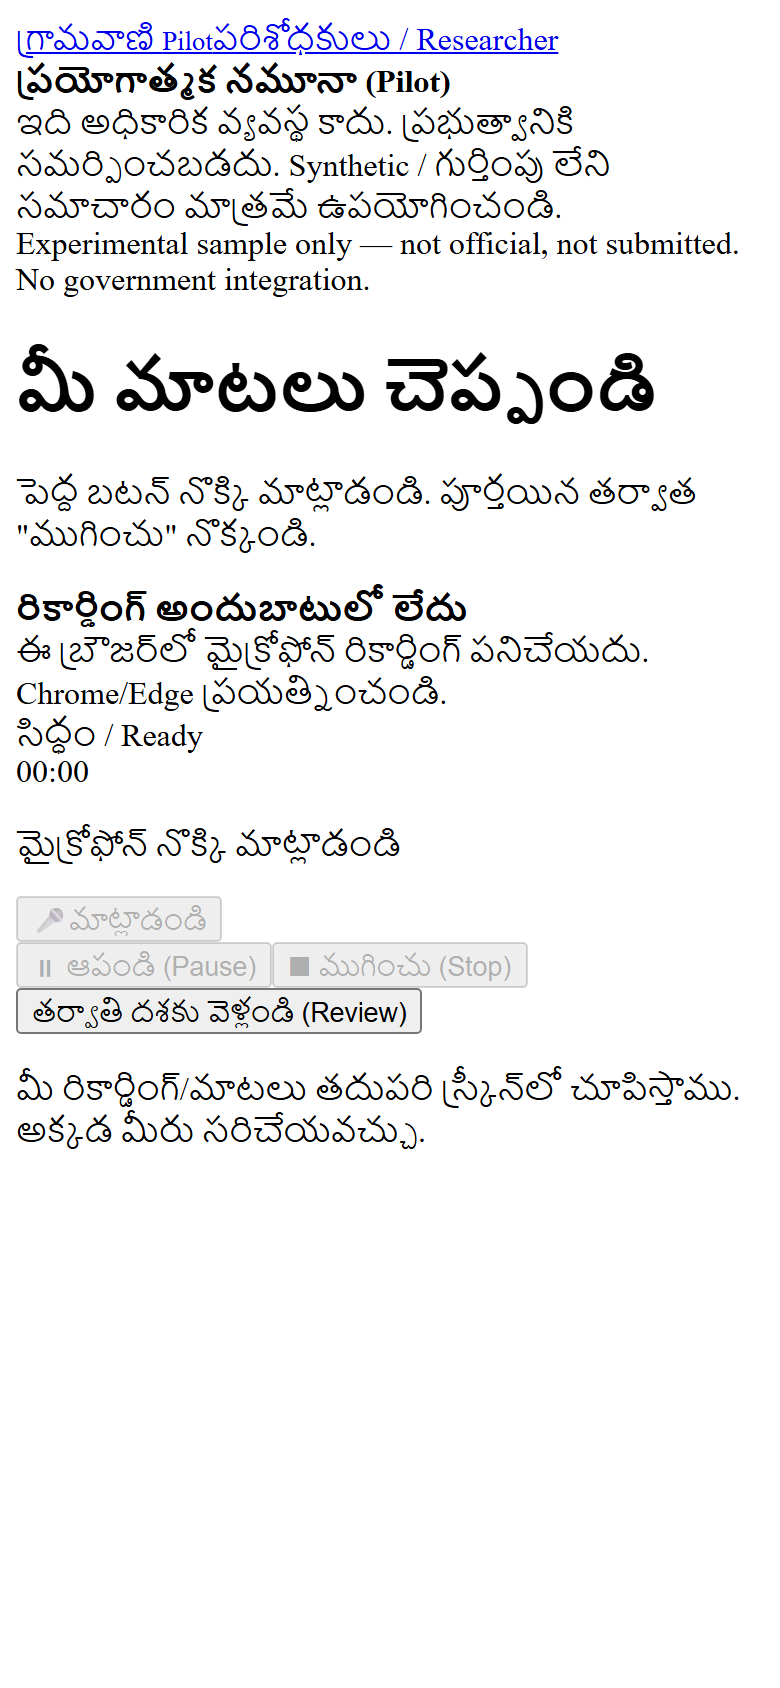 గ్రామవాణి Pilotపరిశోధకులు / Researcher
ప్రయోగాత్మక నమూనా (Pilot)
ఇది అధికారిక వ్యవస్థ కాదు. ప్రభుత్వానికి
సమర్పించబడదు. Synthetic / గుర్తింపు లేని
సమాచారం మాత్రమే ఉపయోగించండి.
Experimental sample only — not official, not submitted.
No government integration.
మీ మాటలు చెప్పండి
పెద్ద బటన్ నొక్కి మాట్లాడండి. పూర్తయిన తర్వాత
"ముగించు" నొక్కండి.
రికార్డింగ్ అందుబాటులో లేదు
ఈ బ్రౌజర్‌లో మైక్రోఫోన్ రికార్డింగ్ పనిచేయదు.
Chrome/Edge ప్రయత్నించండి.
సిద్ధం / Ready
00:00
మైక్రోఫోన్ నొక్కి మాట్లాడండి
🎤 మాట్లాడండి
⏸ ఆపండి (Pause) ⏹ ముగించు (Stop)
తర్వాతి దశకు వెళ్లండి (Review)
మీ రికార్డింగ్/మాటలు తదుపరి స్క్రీన్‌లో చూపిస్తాము.
అక్కడ మీరు సరిచేయవచ్చు.